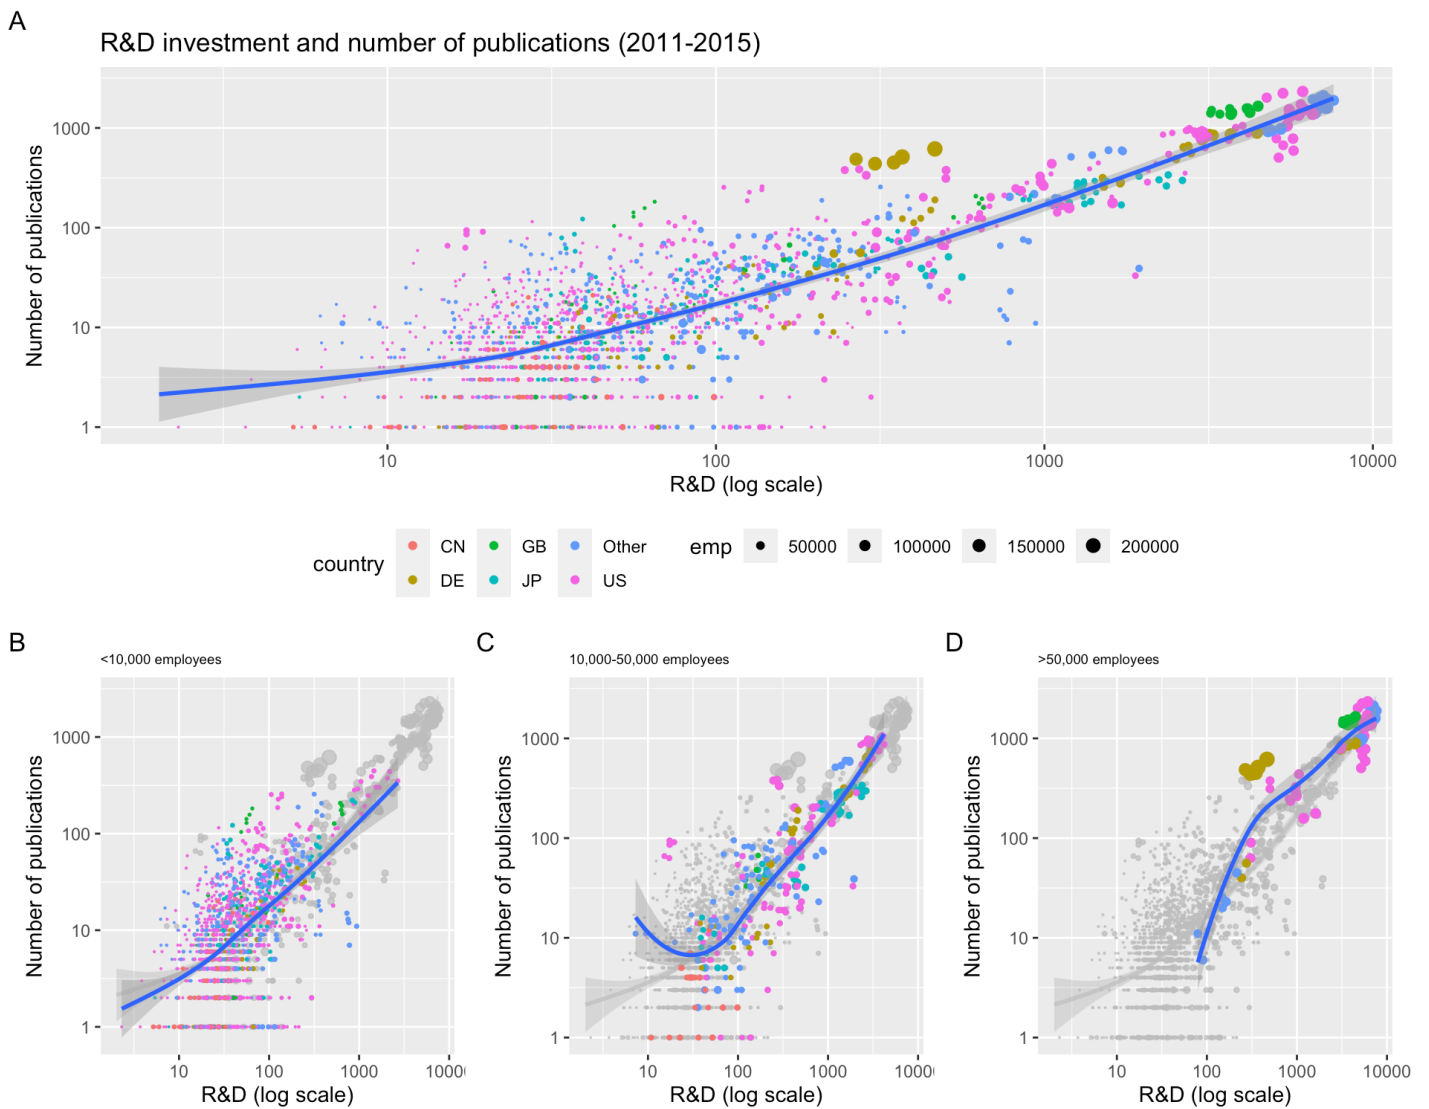 A
R&D investment and number of publications (2011-2015)
Number of publications
1000
100
10
1
10 100 1000 10000
R&D (log scale)
country
CN GB Other
DE JP US
emp
50000 100000 150000 200000
B
<10,000 employees
Number of publications
1000
100
10
1
10 100 1000 1000
R&D (log scale)
C
10,000-50,000 employees
Number of publications
1000
100
10
1
10 100 1000 1000
R&D (log scale)
D
>50,000 employees
Number of publications
1000
100
10
1
10 100 1000 10000
R&D (log scale)